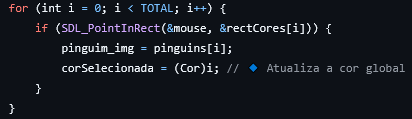 for (int i = 0; i < TOTAL; i++) {
    if (SDL_PointInRect(&mouse, &rectCores[i])) {
        pinguim_img = pinguins[i];
        corSelecionada = (Cor)i; // 🔹 Atualiza a cor global
    }
}